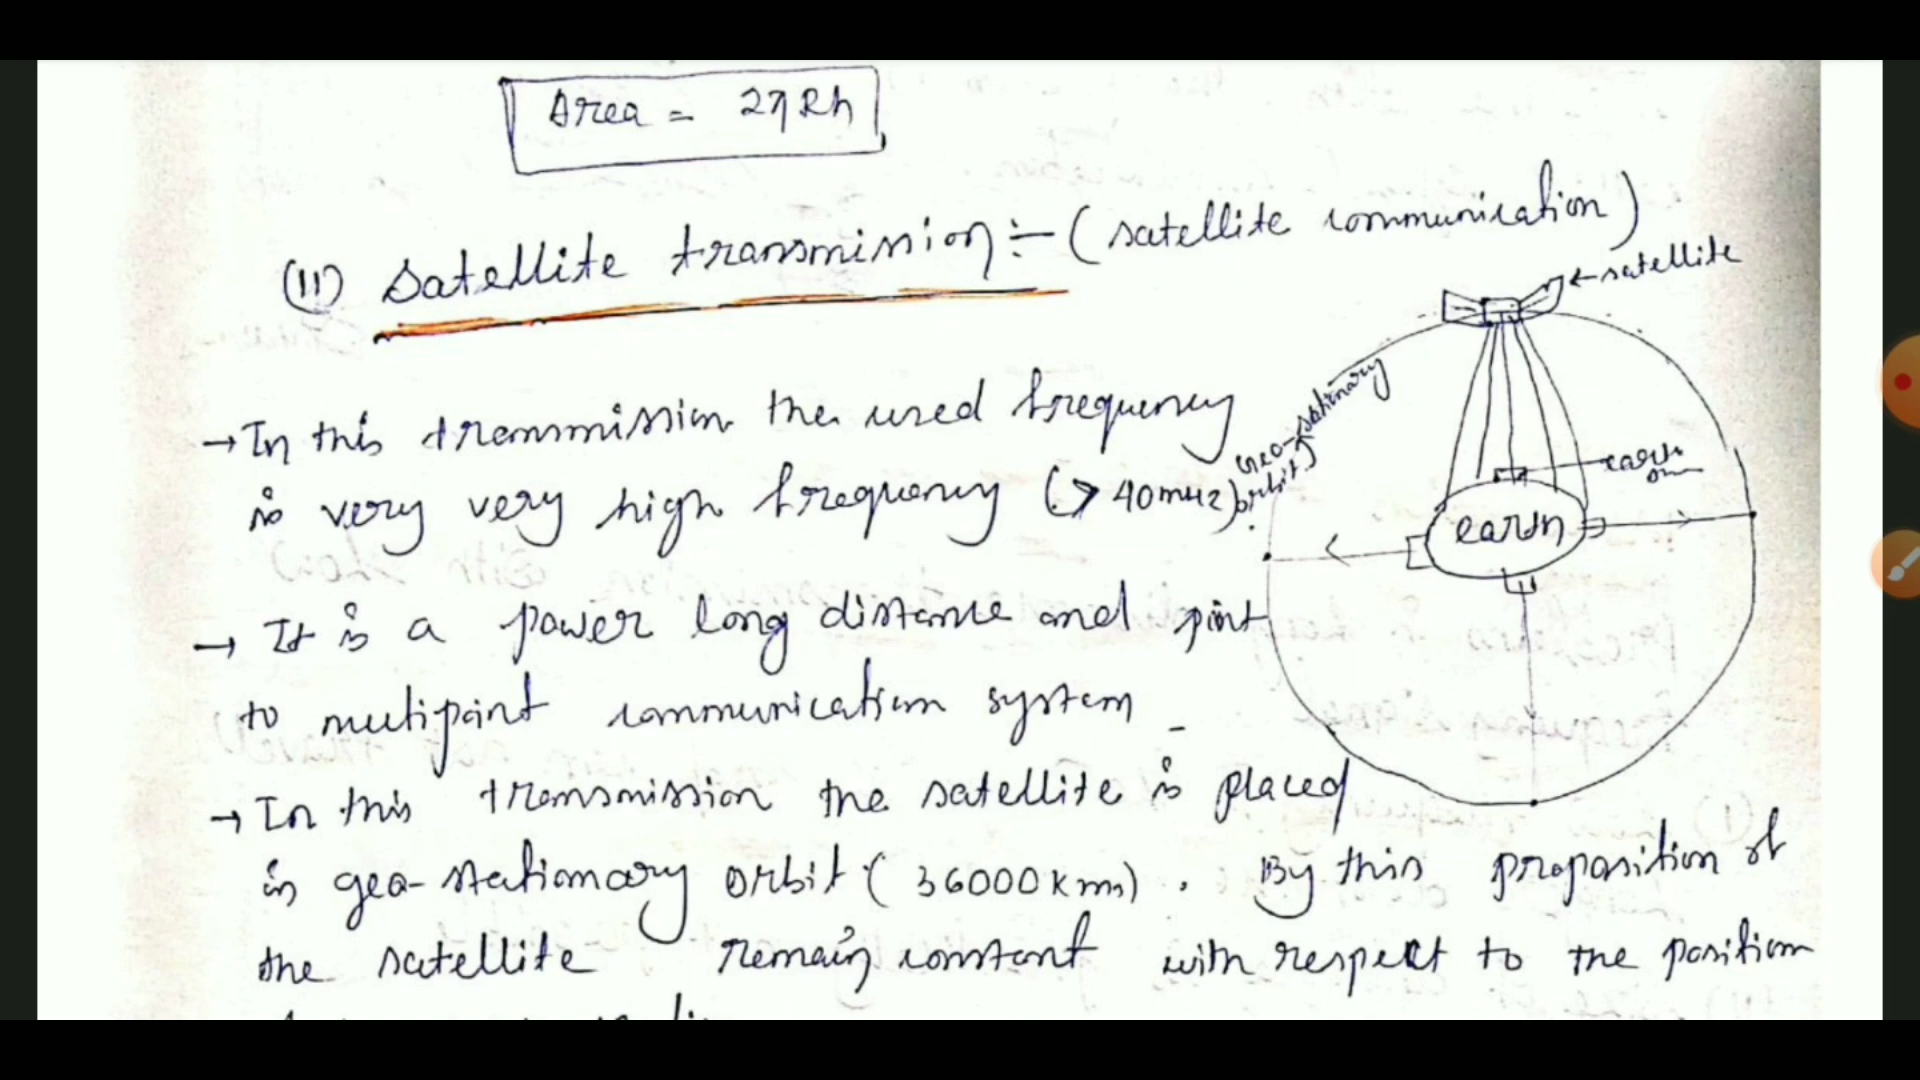 Area = 2πRh
(II) Satellite transmission :- (satellite communication)
← satellite
→ In this transmission the used frequency
is very very high frequency (> 40 MHz).
Geo-stationary
orbit
earth
earth
→ It is a power long distance and point
to multipoint communication system
→ In this transmission the satellite is placed
in geo-stationary orbit (36000 km). By this proposition of
the satellite remain constant with respect to the position